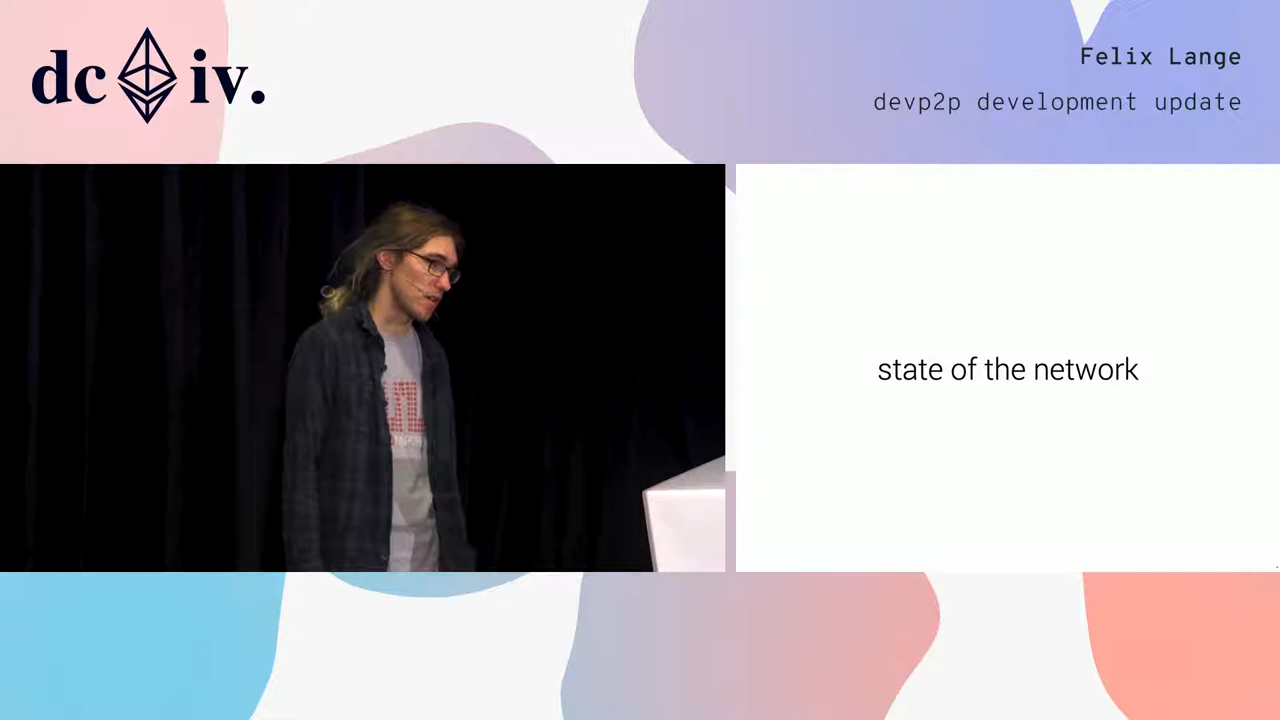 dc iv.
Felix Lange
devp2p development update
state of the network